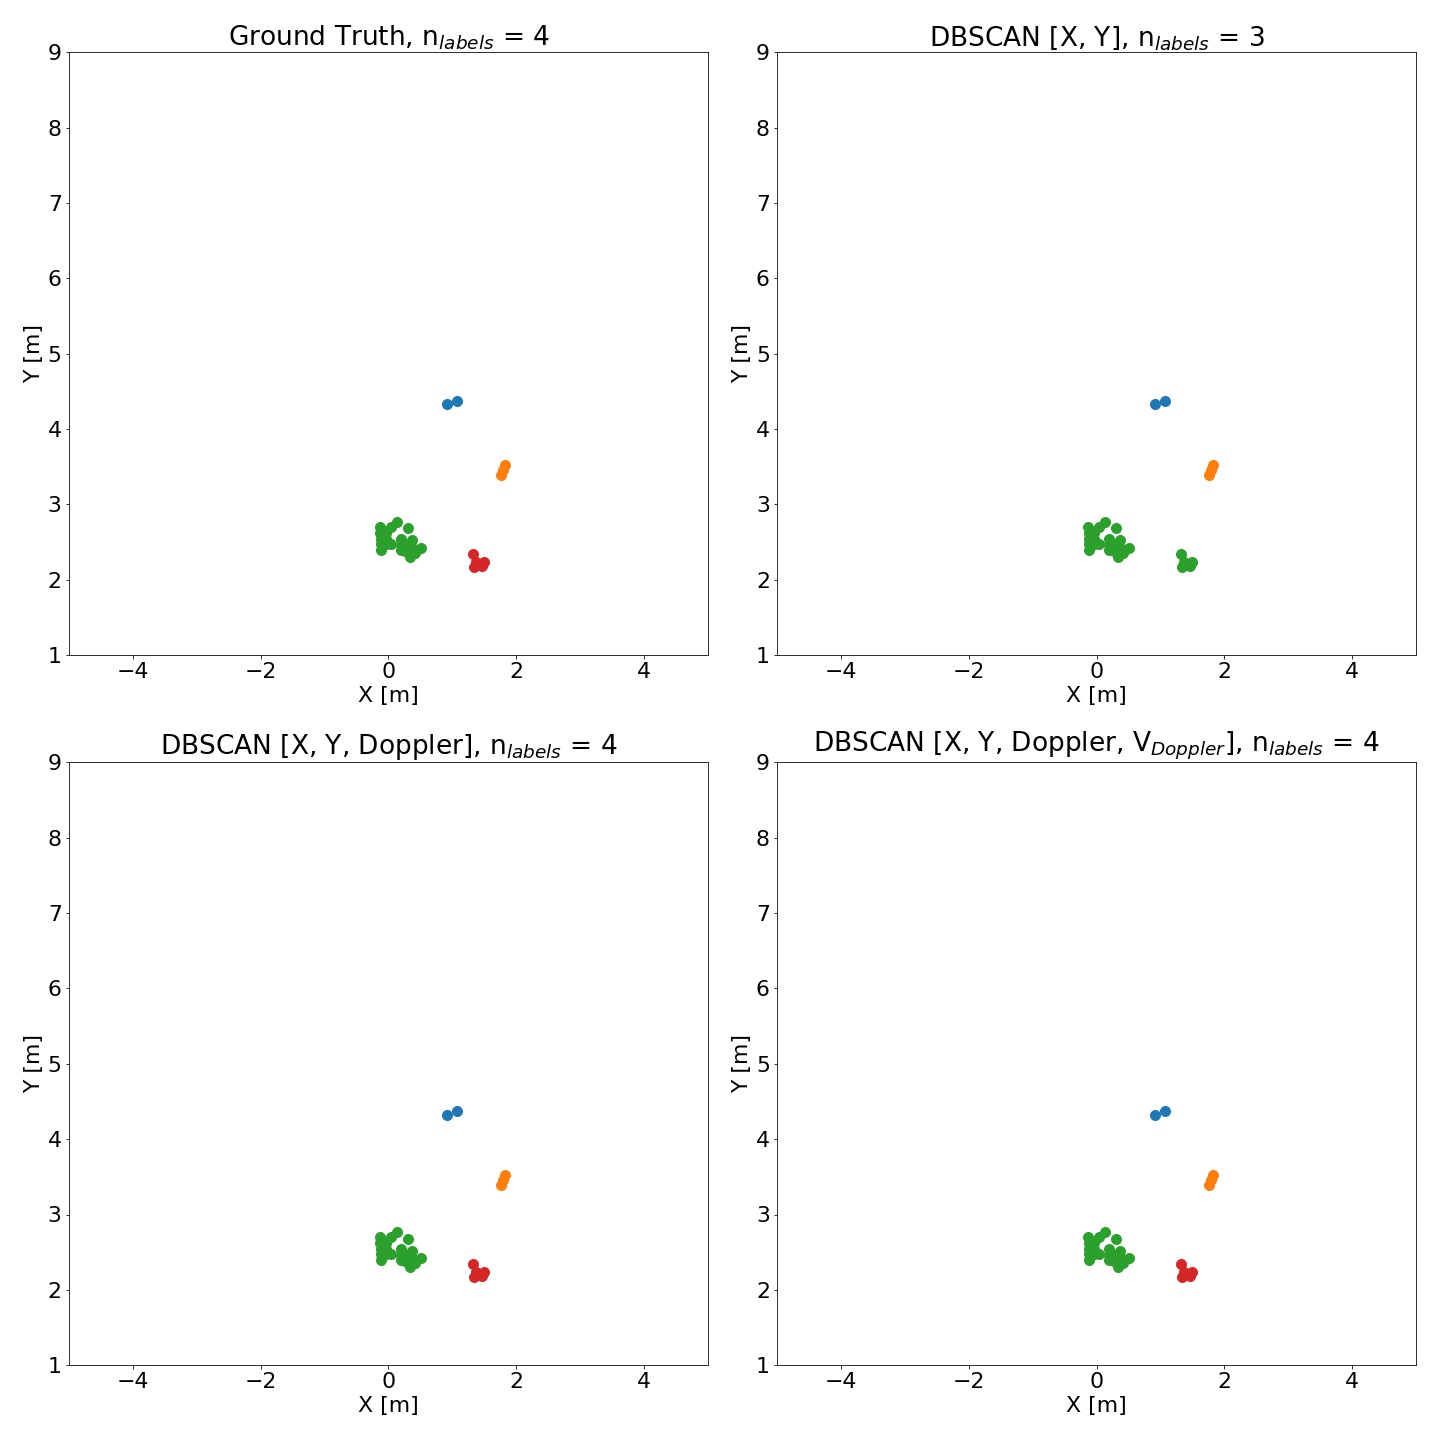 Ground Truth, n_labels = 4
9
8
7
6
5
4
3
2
1
Y [m]
−4 −2 0 2 4
X [m]
DBSCAN [X, Y], n_labels = 3
9
8
7
6
5
4
3
2
1
Y [m]
−4 −2 0 2 4
X [m]
DBSCAN [X, Y, Doppler], n_labels = 4
9
8
7
6
5
4
3
2
1
Y [m]
−4 −2 0 2 4
X [m]
DBSCAN [X, Y, Doppler, V_Doppler], n_labels = 4
9
8
7
6
5
4
3
2
1
Y [m]
−4 −2 0 2 4
X [m]